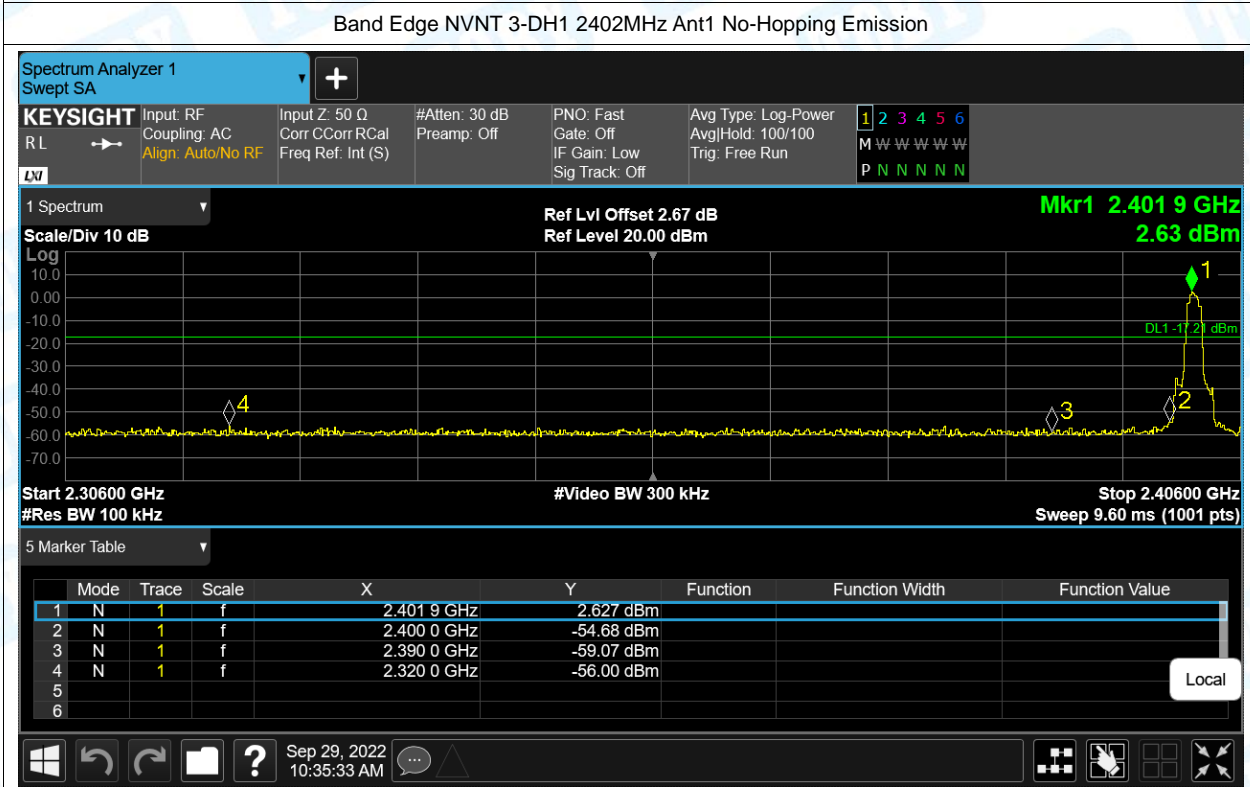 Band Edge NVNT 3-DH1 2402MHz Ant1 No-Hopping Emission
Spectrum Analyzer 1
Swept SA
+
KEYSIGHT
RL
LXI
Input: RF
Coupling: AC
Align: Auto/No RF
Input Z: 50 Ω
Corr CCorr RCal
Freq Ref: Int (S)
#Atten: 30 dB
Preamp: Off
PNO: Fast
Gate: Off
IF Gain: Low
Sig Track: Off
Avg Type: Log-Power
Avg|Hold: 100/100
Trig: Free Run
1 2 3 4 5 6
M W W W W W
P N N N N N
1 Spectrum
Scale/Div 10 dB
Ref Lvl Offset 2.67 dB
Ref Level 20.00 dBm
Mkr1 2.401 9 GHz
2.63 dBm
Log
10.0
0.00
-10.0
-20.0
-30.0
-40.0
-50.0
-60.0
-70.0
1
DL1 -17.21 dBm
4
3
2
Start 2.30600 GHz
#Res BW 100 kHz
#Video BW 300 kHz
Stop 2.40600 GHz
Sweep 9.60 ms (1001 pts)
5 Marker Table
Mode Trace Scale X Y Function Function Width Function Value
1 N 1 f 2.401 9 GHz 2.627 dBm
2 N 1 f 2.400 0 GHz -54.68 dBm
3 N 1 f 2.390 0 GHz -59.07 dBm
4 N 1 f 2.320 0 GHz -56.00 dBm
5
6
Local
?
Sep 29, 2022
10:35:33 AM